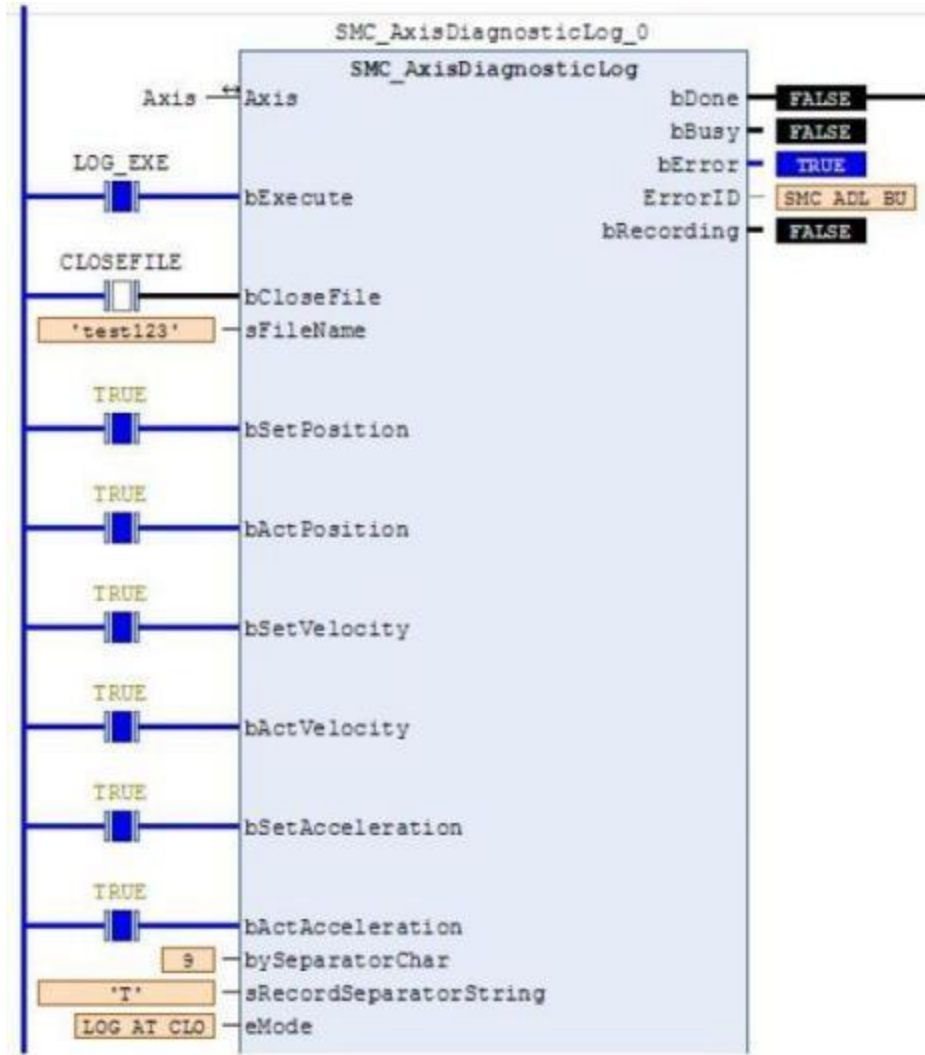 SMC_AxisDiagnosticLog_0
SMC_AxisDiagnosticLog
Axis Axis bDone FALSE
bBusy FALSE
LOG_EXE bError TRUE
bExecute ErrorID SMC ADL BU
bRecording FALSE
CLOSEFILE
bCloseFile
'test123' sFileName
TRUE
bSetPosition
TRUE
bActPosition
TRUE
bSetVelocity
TRUE
bActVelocity
TRUE
bSetAcceleration
TRUE
bActAcceleration
9 bySeparatorChar
'T' sRecordSeparatorString
LOG AT CLO eMode